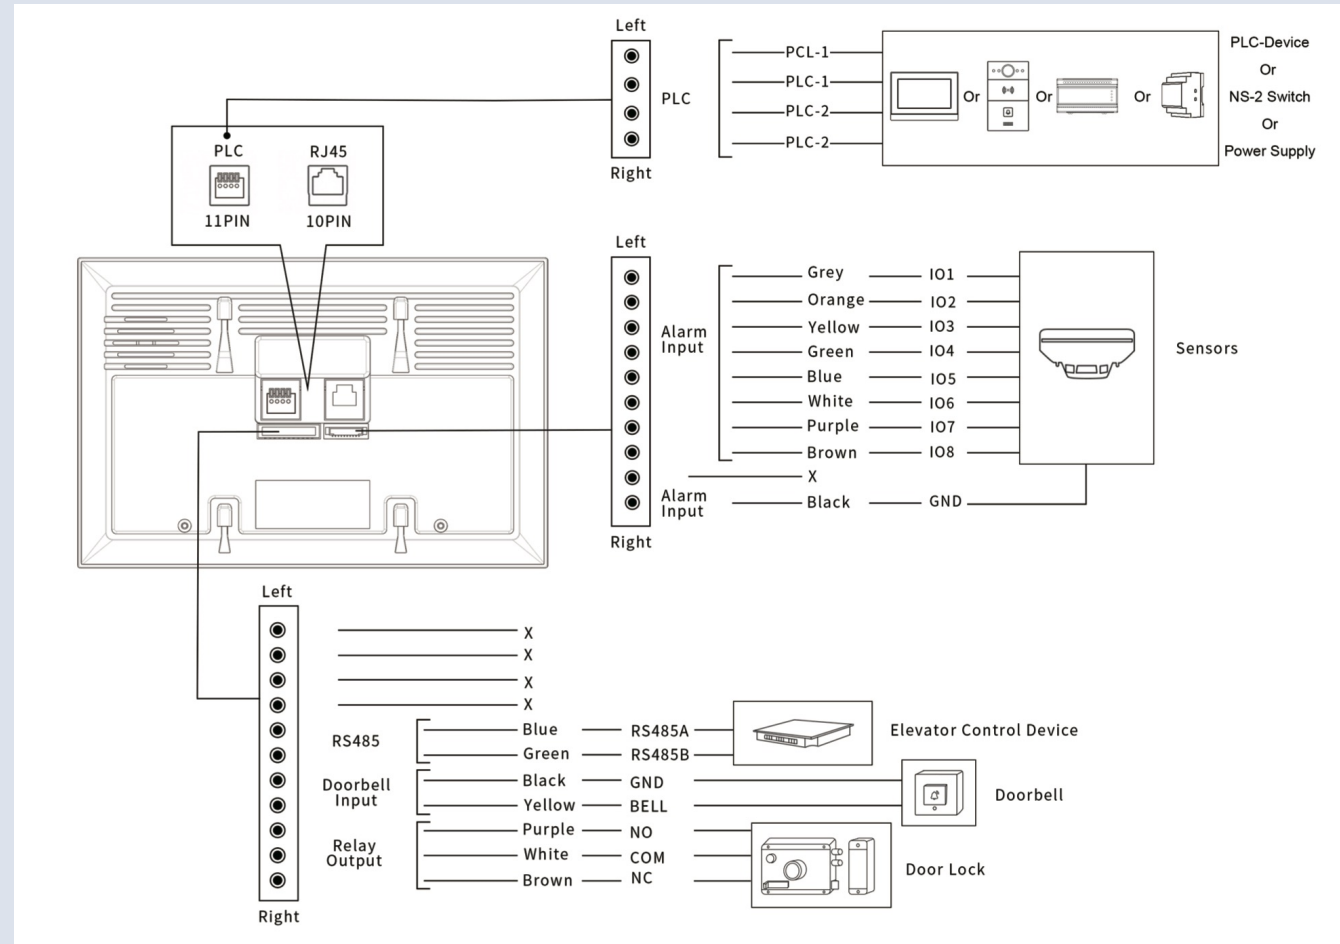 Left
PLC
PCL-1
PLC-1
PLC-2
PLC-2
Or
Or
Or
PLC-Device
Or
NS-2 Switch
Or
Power Supply
Right
PLC
RJ45
11PIN
10PIN
Left
Alarm
Input
Grey IO1
Orange IO2
Yellow IO3
Green IO4
Blue IO5
White IO6
Purple IO7
Brown IO8
Sensors
X
Alarm
Input
Black GND
Right
Left
X
X
X
X
RS485
Blue RS485A
Green RS485B
Elevator Control Device
Doorbell
Input
Black GND
Yellow BELL
Doorbell
Relay
Output
Purple NO
White COM
Brown NC
Door Lock
Right